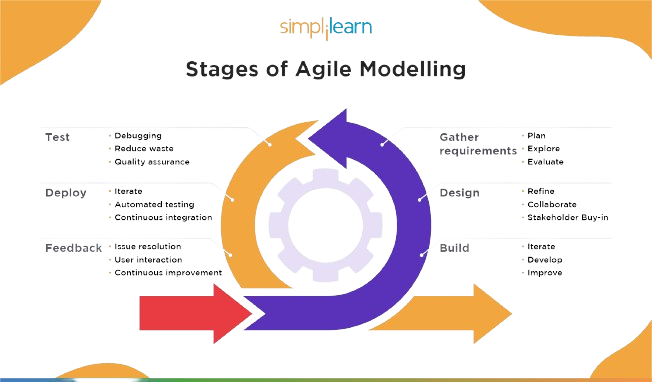 simplilearn
Stages of Agile Modelling
Test
· Debugging
· Reduce waste
· Quality assurance
Deploy
· Iterate
· Automated testing
· Continuous integration
Feedback
· Issue resolution
· User interaction
· Continuous improvement
Gather
requirements
· Plan
· Explore
· Evaluate
Design
· Refine
· Collaborate
· Stakeholder Buy-in
Build
· Iterate
· Develop
· Improve